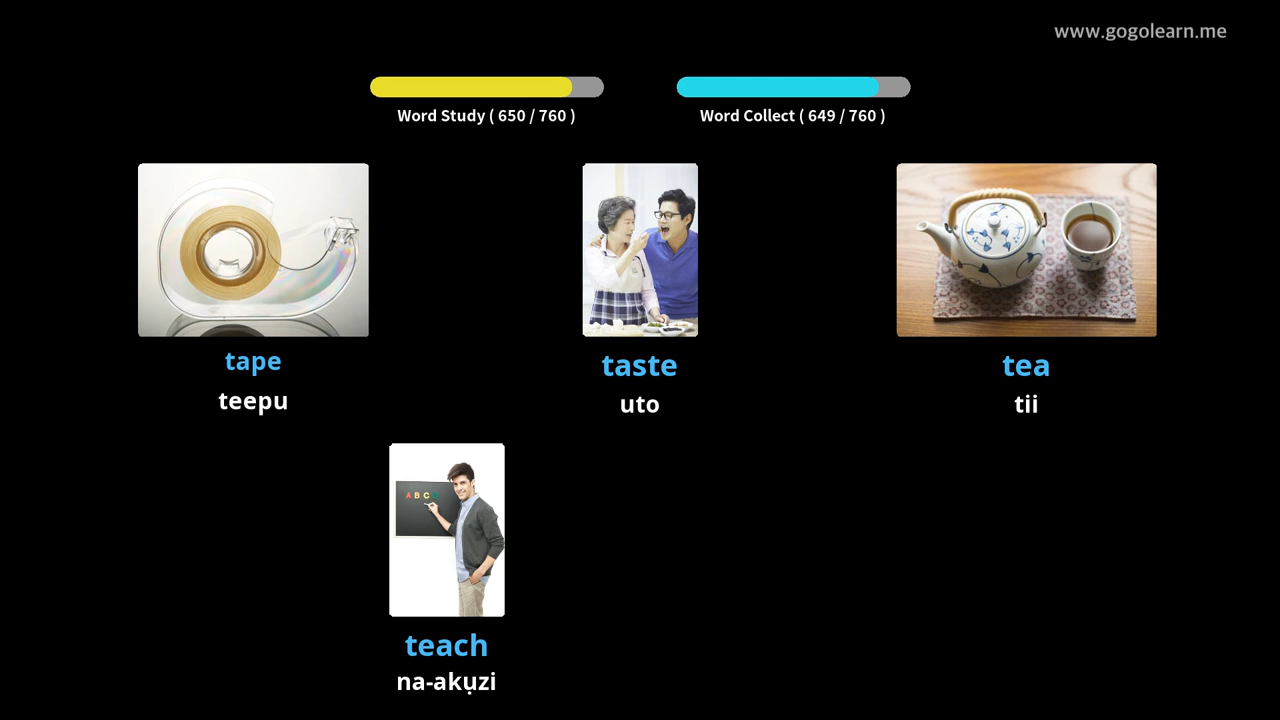 www.gogolearn.me
Word Study ( 650 / 760 )
Word Collect ( 649 / 760 )
tape
teepu
taste
uto
tea
tii
A B C
teach
na-akụzi